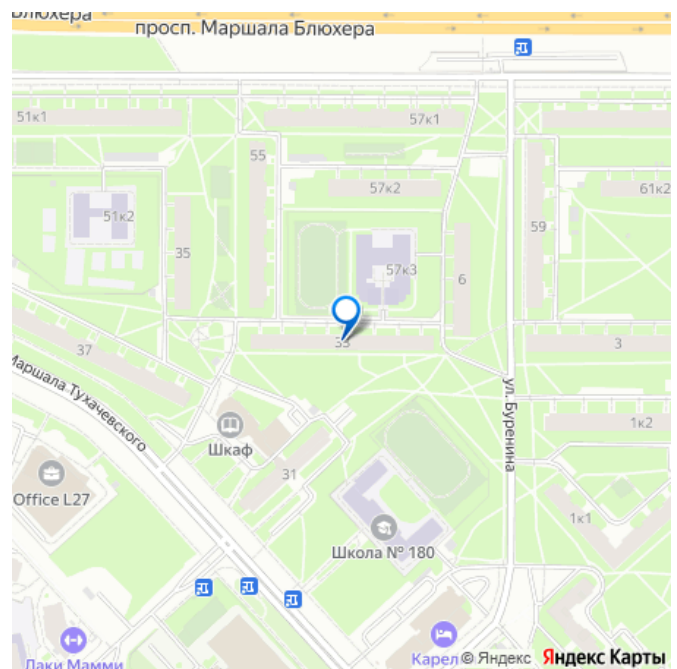 Блюхера
просп. Маршала Блюхера
51к1
57к1
55
57к2
51к2
61к2
59
35
57к3
6
33
3
37
Маршала Тухачевского
ул. Буренина
1к2
Шкаф
31
Office L27
1к1
Школа № 180
Лаки Мамми
Карел
© Яндекс Яндекс Карты